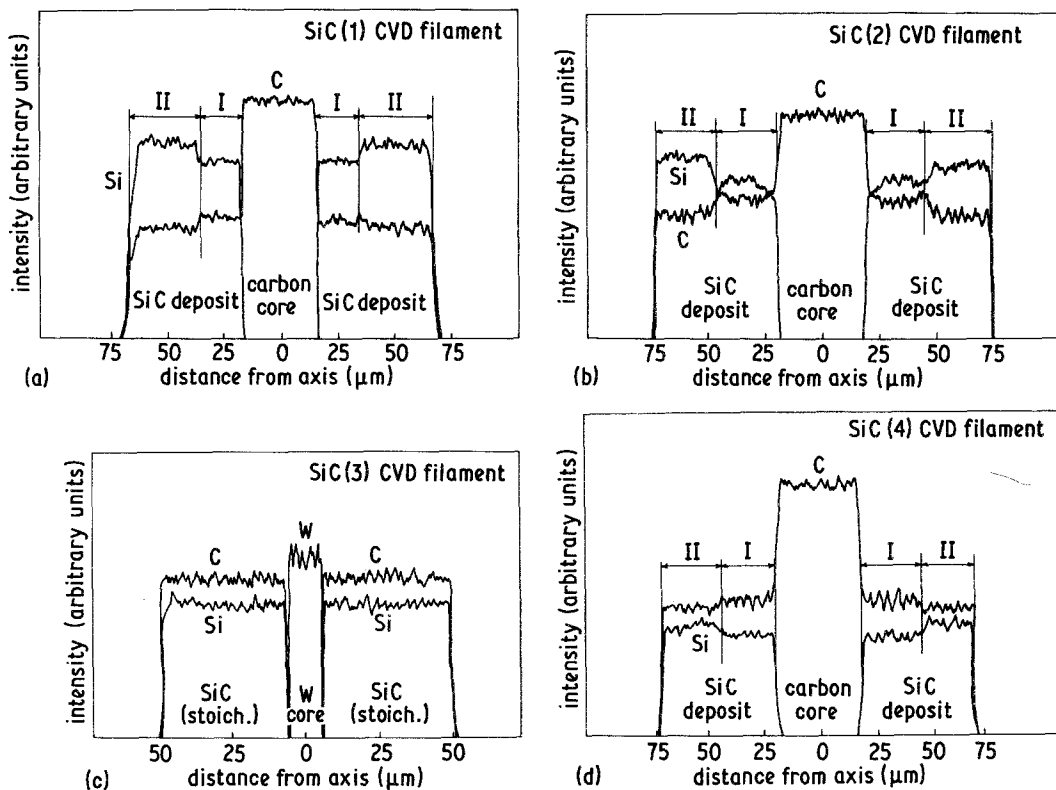 SiC(1) CVD filament
C
II I I II
Si
SiC deposit carbon core SiC deposit
intensity (arbitrary units)
75 50 25 0 25 50 75
distance from axis (μm)
(a)
SiC(2) CVD filament
C
II I I II
Si
C
SiC deposit carbon core SiC deposit
intensity (arbitrary units)
75 50 25 0 25 50 75
distance from axis (μm)
(b)
SiC(3) CVD filament
W
C C
Si Si
SiC (stoich.) W core SiC (stoich.)
intensity (arbitrary units)
50 25 0 25 50
distance from axis (μm)
(c)
SiC(4) CVD filament
C
II I I II
Si
SiC deposit carbon core SiC deposit
intensity (arbitrary units)
75 50 25 0 25 50 75
distance from axis (μm)
(d)